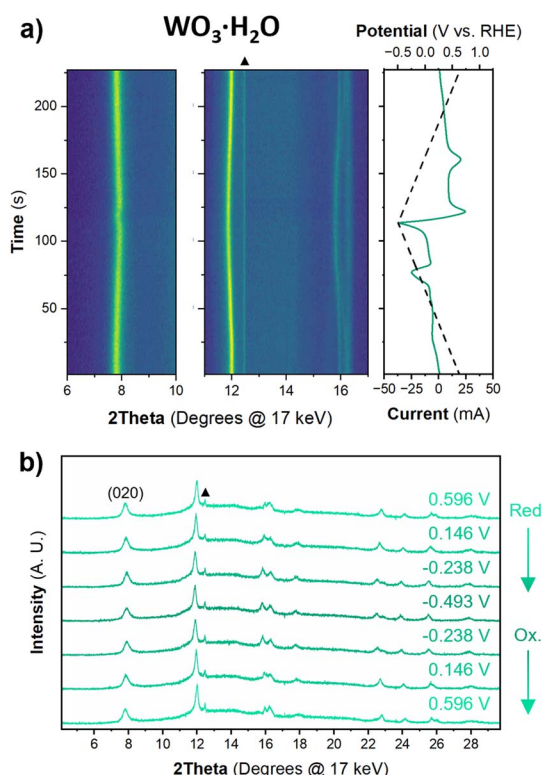 a)
WO₃·H₂O
▲
Potential (V vs. RHE)
−0.5 0.0 0.5 1.0
200
150
100
50
Time (s)
6 8 10
12 14 16
2Theta (Degrees @ 17 keV)
−50 −25 0 25 50
Current (mA)
b)
(020)
▲
0.596 V
0.146 V
-0.238 V
-0.493 V
-0.238 V
0.146 V
0.596 V
Red
Ox.
Intensity (A. U.)
6 8 10 12 14 16 18 20 22 24 26 28
2Theta (Degrees @ 17 keV)